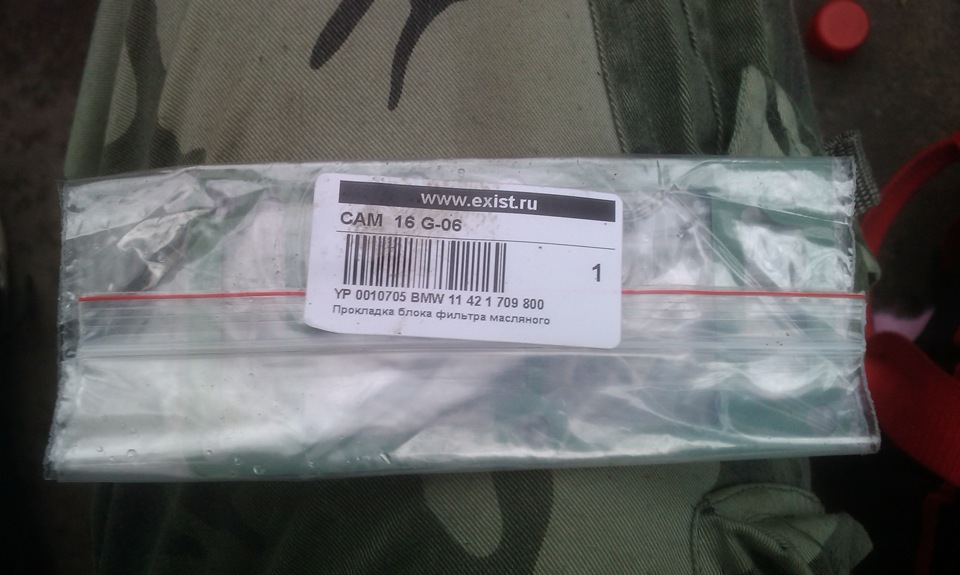 www.exist.ru
CAM 16 G-06
1
YP 0010705 BMW 11 42 1 709 800
Прокладка блока фильтра масляного